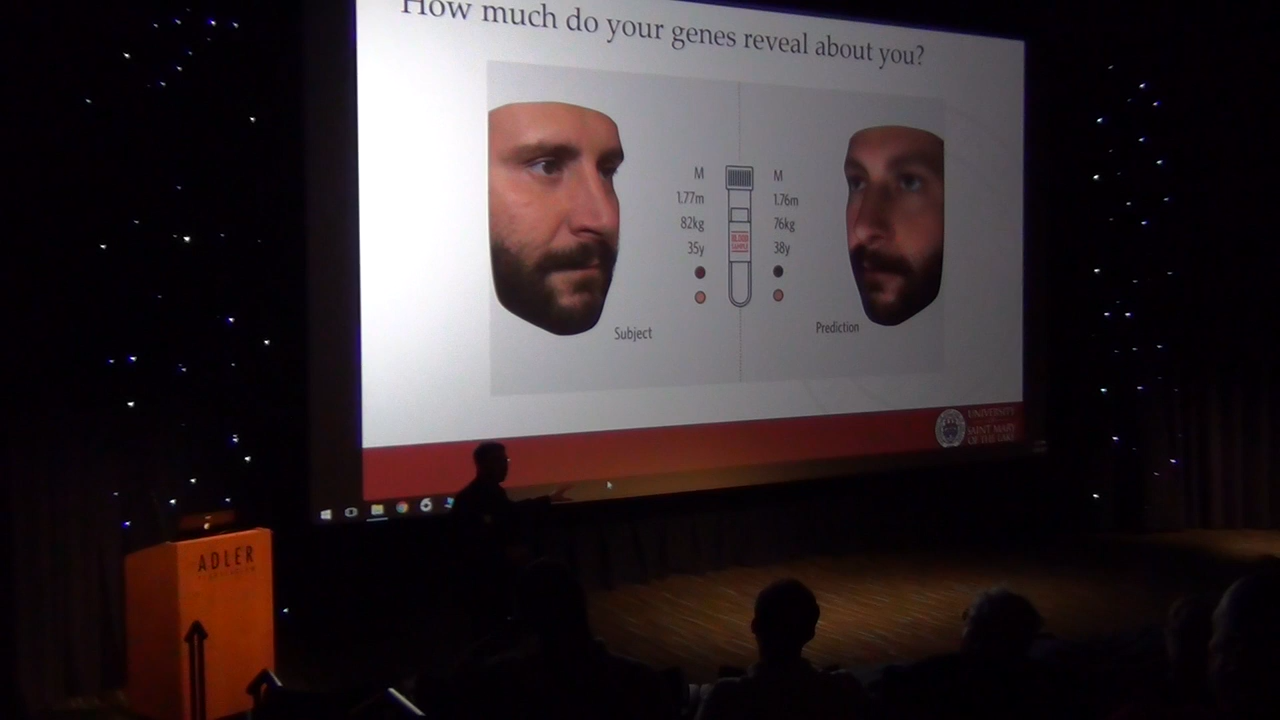 How much do your genes reveal about you?
M
1.77m
82kg
35y
BLOOD
SAMPLE
M
1.76m
76kg
38y
Subject
Prediction
UNIVERSITY
SAINT MARY
OF THE LAKE
ADLER